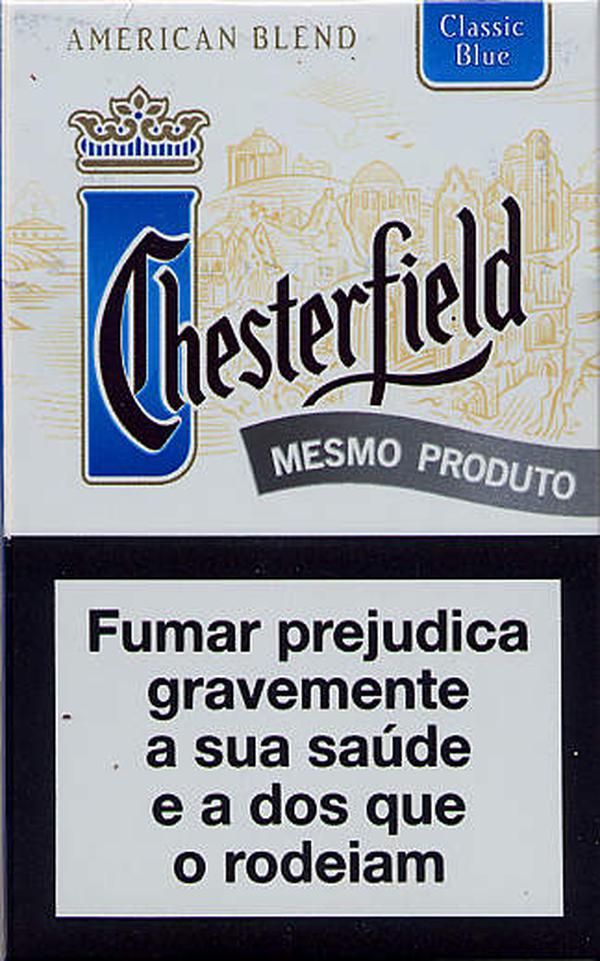 AMERICAN BLEND
Classic
Blue
Chesterfield
MESMO PRODUTO
Fumar prejudica
gravemente
a sua saúde
e a dos que
o rodeiam